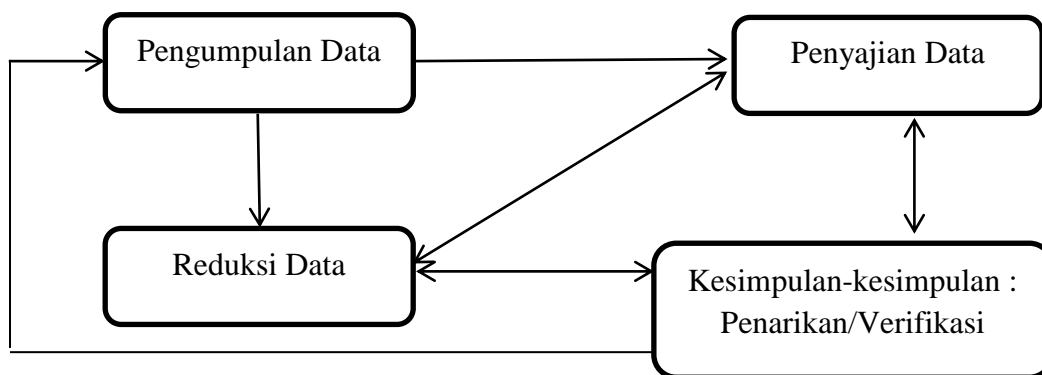 Pengumpulan Data
Penyajian Data
Reduksi Data
Kesimpulan-kesimpulan :
Penarikan/Verifikasi